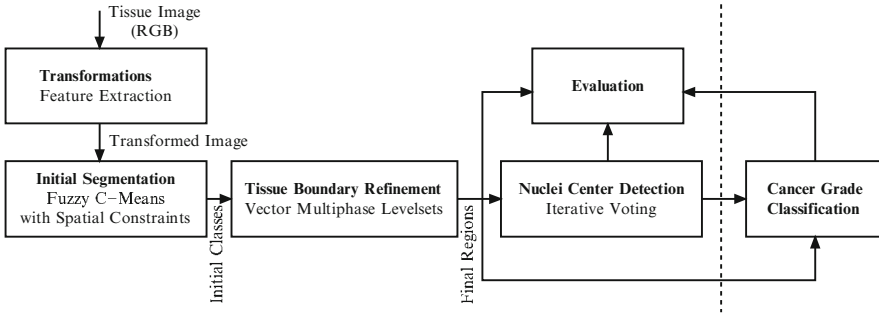 Tissue Image
(RGB)
Transformations
Feature Extraction
Transformed Image
Initial Segmentation
Fuzzy C−Means
with Spatial Constraints
Initial Classes
Tissue Boundary Refinement
Vector Multiphase Levelsets
Final Regions
Evaluation
Nuclei Center Detection
Iterative Voting
Cancer Grade
Classification